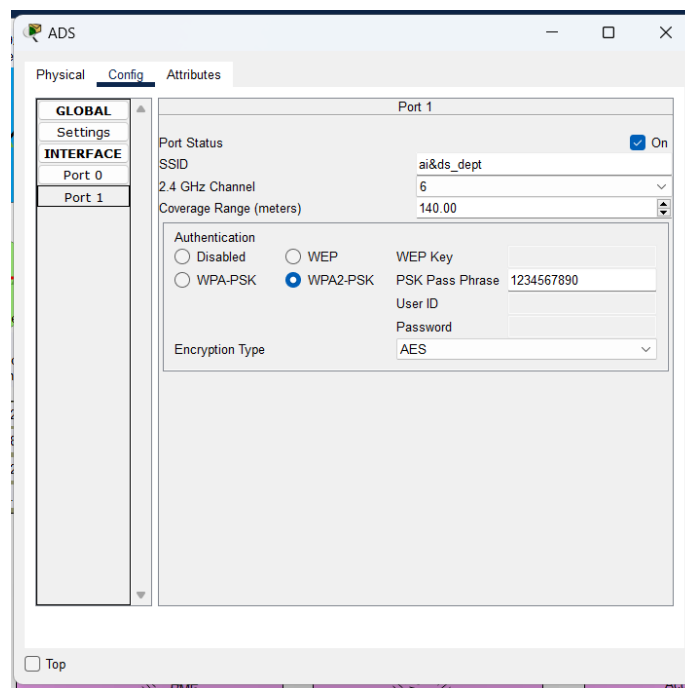 ADS
Physical Config Attributes
GLOBAL
Settings
INTERFACE
Port 0
Port 1
Port 1
Port Status On
SSID ai&ds_dept
2.4 GHz Channel 6
Coverage Range (meters) 140.00
Authentication
Disabled WEP WEP Key
WPA-PSK WPA2-PSK PSK Pass Phrase 1234567890
User ID
Password
Encryption Type AES
Top